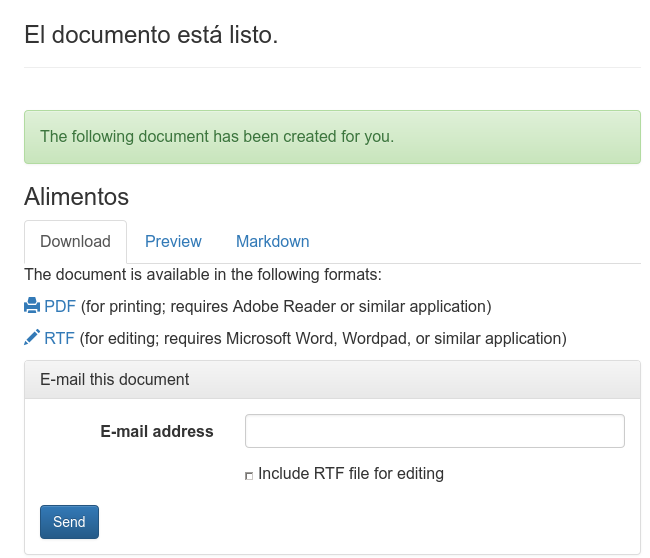 El documento está listo.
The following document has been created for you.
Alimentos
Download Preview Markdown
The document is available in the following formats:
PDF (for printing; requires Adobe Reader or similar application)
RTF (for editing; requires Microsoft Word, Wordpad, or similar application)
E-mail this document
E-mail address
Include RTF file for editing
Send